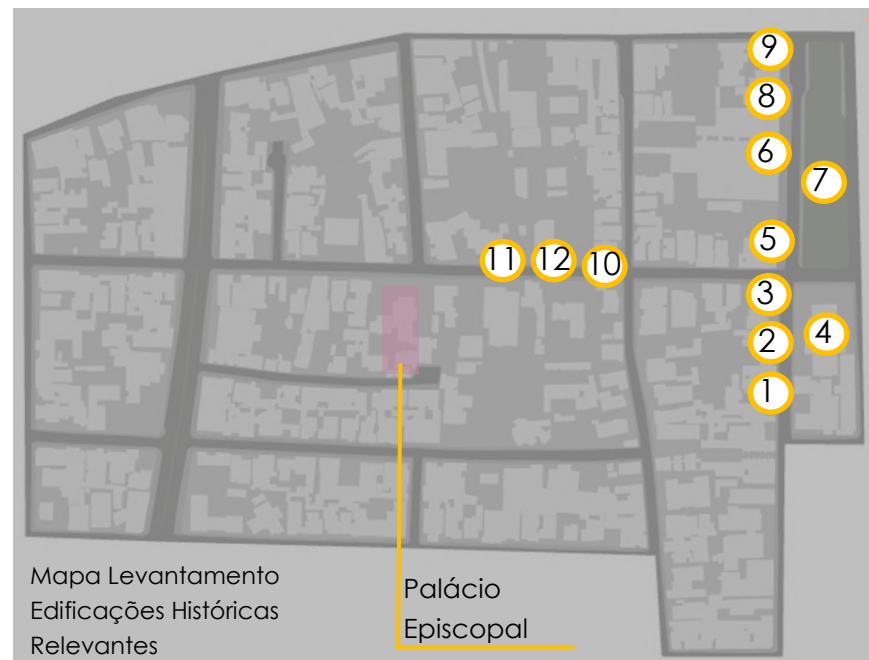 9
8
6
7
5
11
12
10
3
4
2
1
Mapa Levantamento
Edificações Históricas
Relevantes
Palácio
Episcopal